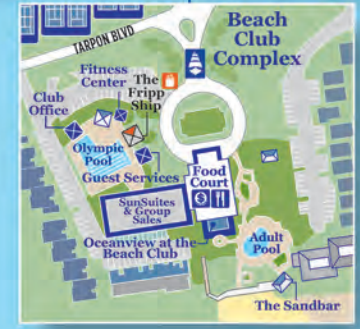 Beach
Club
Complex
TARPON BLVD
Fitness
Center
The
Fripp
Ship
Club
Office
Olympic
Pool
Guest Services
Food
Court
$
SunSuites
& Group
Sales
Oceanview at the
Beach Club
Adult
Pool
The Sandbar